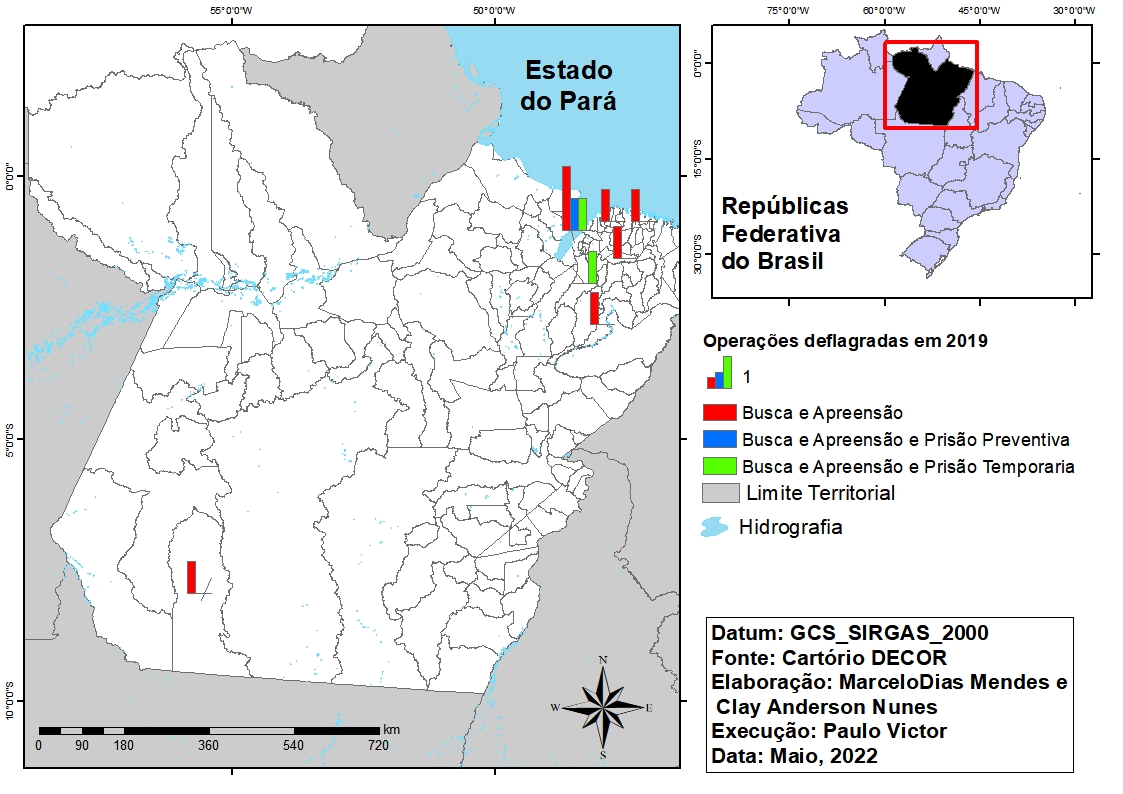 55°0'0"W
50°0'0"W
75°0'0"W
60°0'0"W
45°0'0"W
30°0'0"W
Estado
do Pará
0°0'0"
5°0'0"S
10°0'0"S
0°0'0"
15°0'0"S
30°0'0"S
Repúblicas
Federativa
do Brasil
Operações deflagradas em 2019
1
Busca e Apreensão
Busca e Apreensão e Prisão Preventiva
Busca e Apreensão e Prisão Temporaria
Limite Territorial
Hidrografia
N
W
E
S
km
0 90 180 360 540 720
Datum: GCS_SIRGAS_2000
Fonte: Cartório DECOR
Elaboração: MarceloDias Mendes e
Clay Anderson Nunes
Execução: Paulo Victor
Data: Maio, 2022